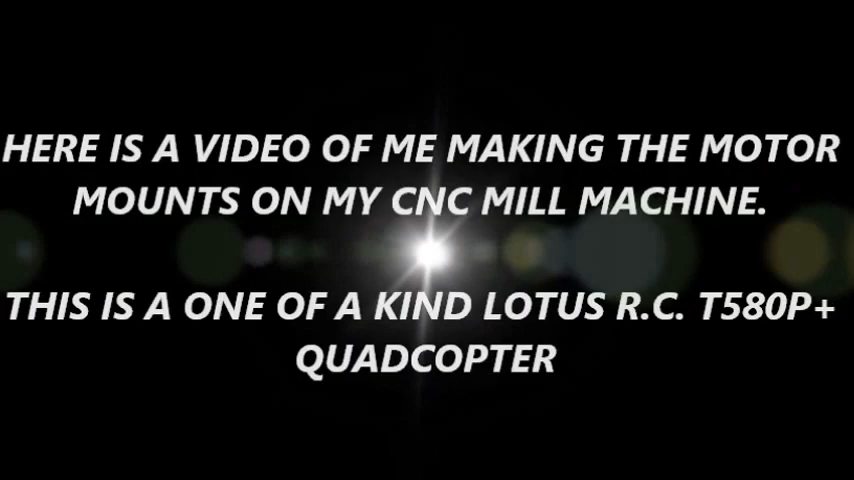 HERE IS A VIDEO OF ME MAKING THE MOTOR
MOUNTS ON MY CNC MILL MACHINE.
THIS IS A ONE OF A KIND LOTUS R.C. T580P+
QUADCOPTER